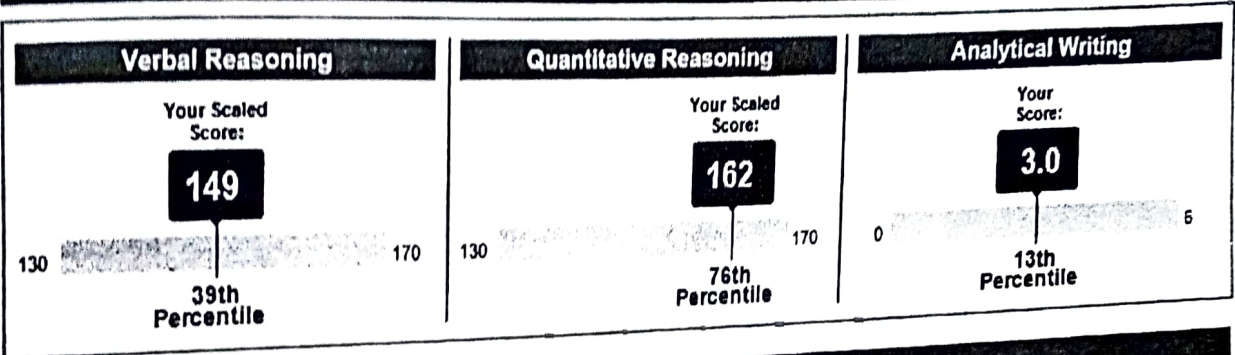 Verbal Reasoning
Your Scaled
Score:
149
130
170
39th
Percentile
Quantitative Reasoning
Your Scaled
Score:
162
130
170
76th
Percentile
Analytical Writing
Your
Score:
3.0
0
6
13th
Percentile